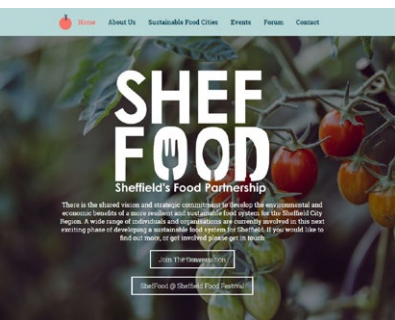 Home About Us Sustainable Food Cities Events Forum Contact
SHEF
FOOD
Sheffield's Food Partnership
There is the shared vision and strategic commitment to develop the environmental and
economic benefits of a more resilient and sustainable food system for the Sheffield City
Region. A wide range of individuals and organisations are currently involved in this next
exciting phase of developing a sustainable food system for Sheffield. If you would like to
find out more, or get involved please get in touch
Join The Conversation
ShefFood @ Sheffield Food Festival